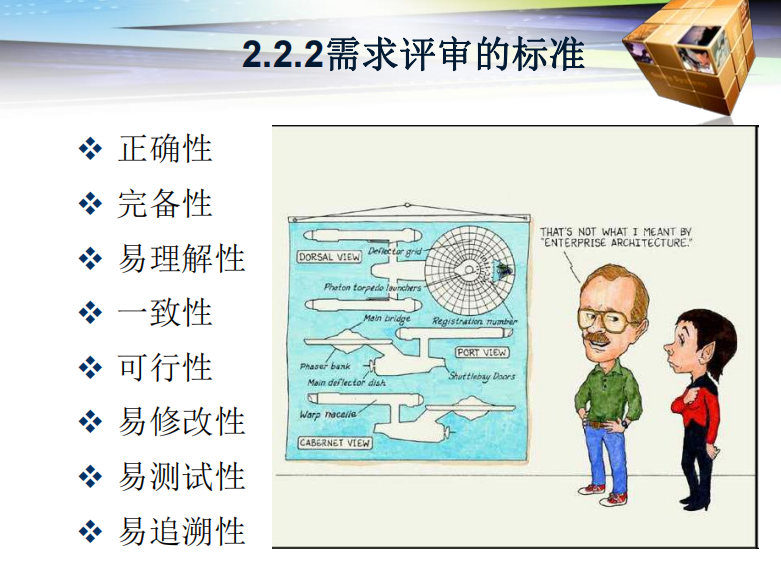 2.2.2需求评审的标准
正确性
完备性
易理解性
一致性
可行性
易修改性
易测试性
易追溯性
THAT'S NOT WHAT I MEANT BY
"ENTERPRISE ARCHITECTURE."
DORSAL VIEW
Deflector grid
Photon torpedo launchers
Main bridge
Registration number
PORT VIEW
Phaser bank
Main deflector dish
Shuttlebay Doors
Warp nacelle
CABERNET VIEW